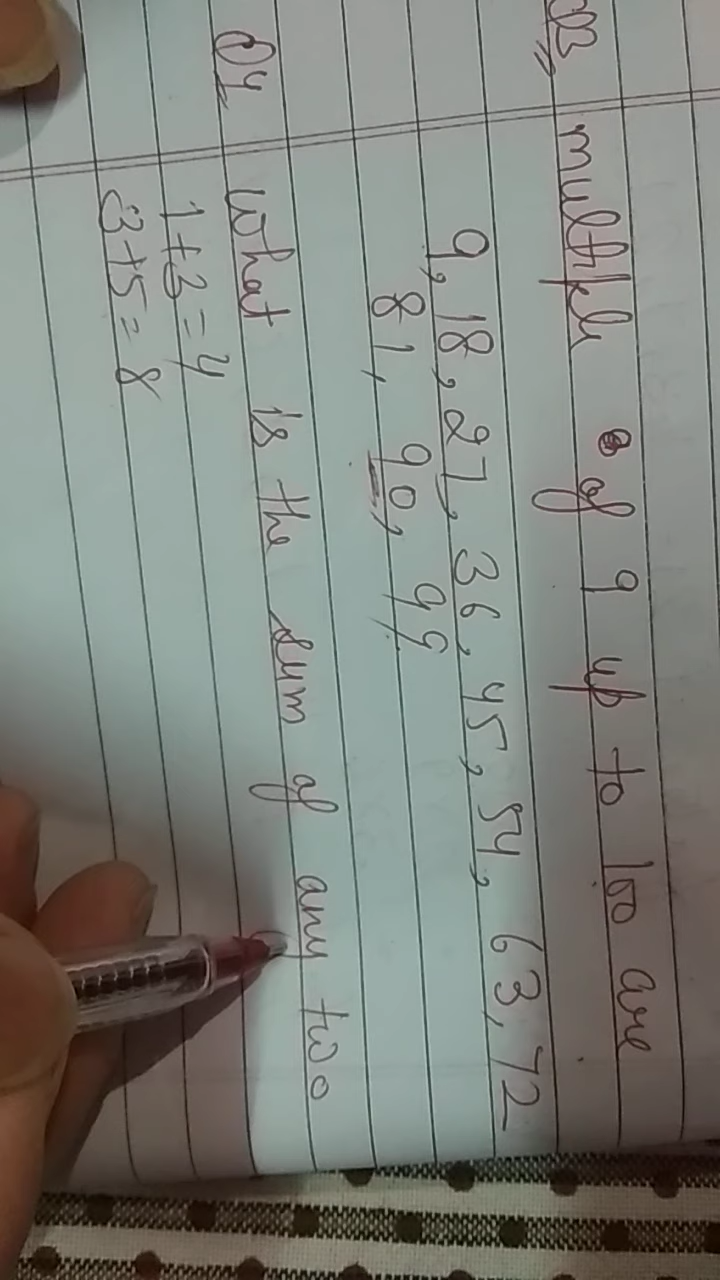 multiple of 9 up to 100 are
9, 18, 27, 36, 45, 54, 63, 72
81, 90, 99
Q4 What is the sum of any two
1+3=4
3+5=8